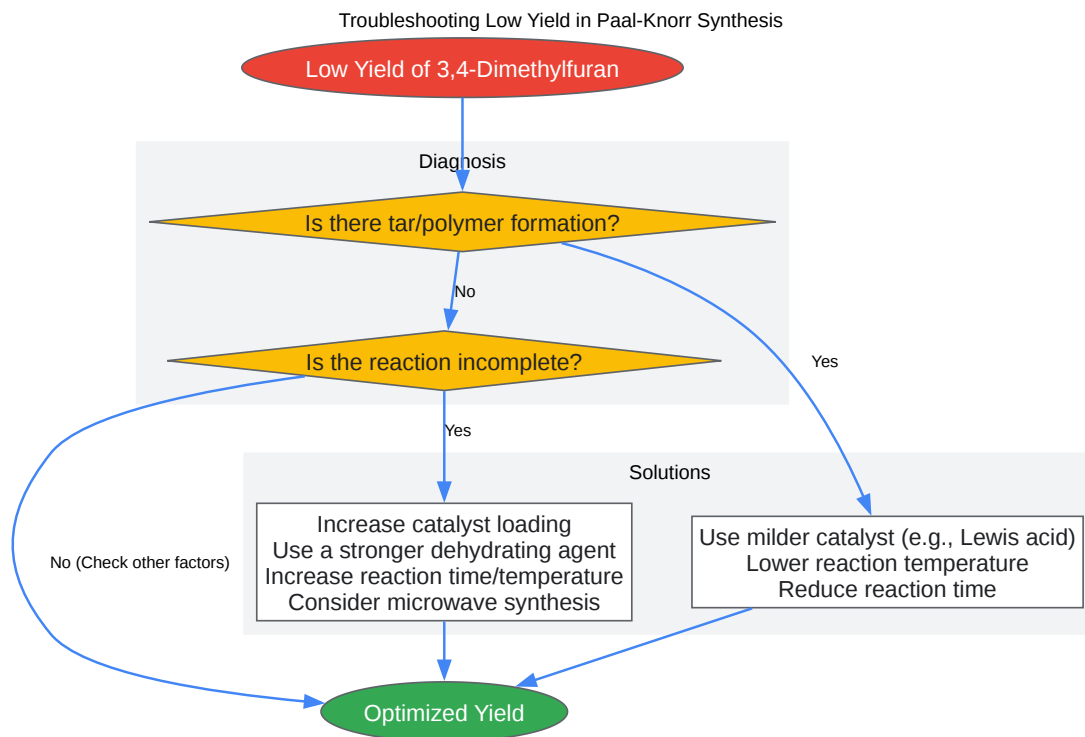 Troubleshooting Low Yield in Paal-Knorr Synthesis
Low Yield of 3,4-Dimethylfuran
Diagnosis
Is there tar/polymer formation?
No
Is the reaction incomplete?
Yes
Yes
Solutions
Increase catalyst loading
Use a stronger dehydrating agent
Increase reaction time/temperature
Consider microwave synthesis
Use milder catalyst (e.g., Lewis acid)
Lower reaction temperature
Reduce reaction time
No (Check other factors)
Optimized Yield